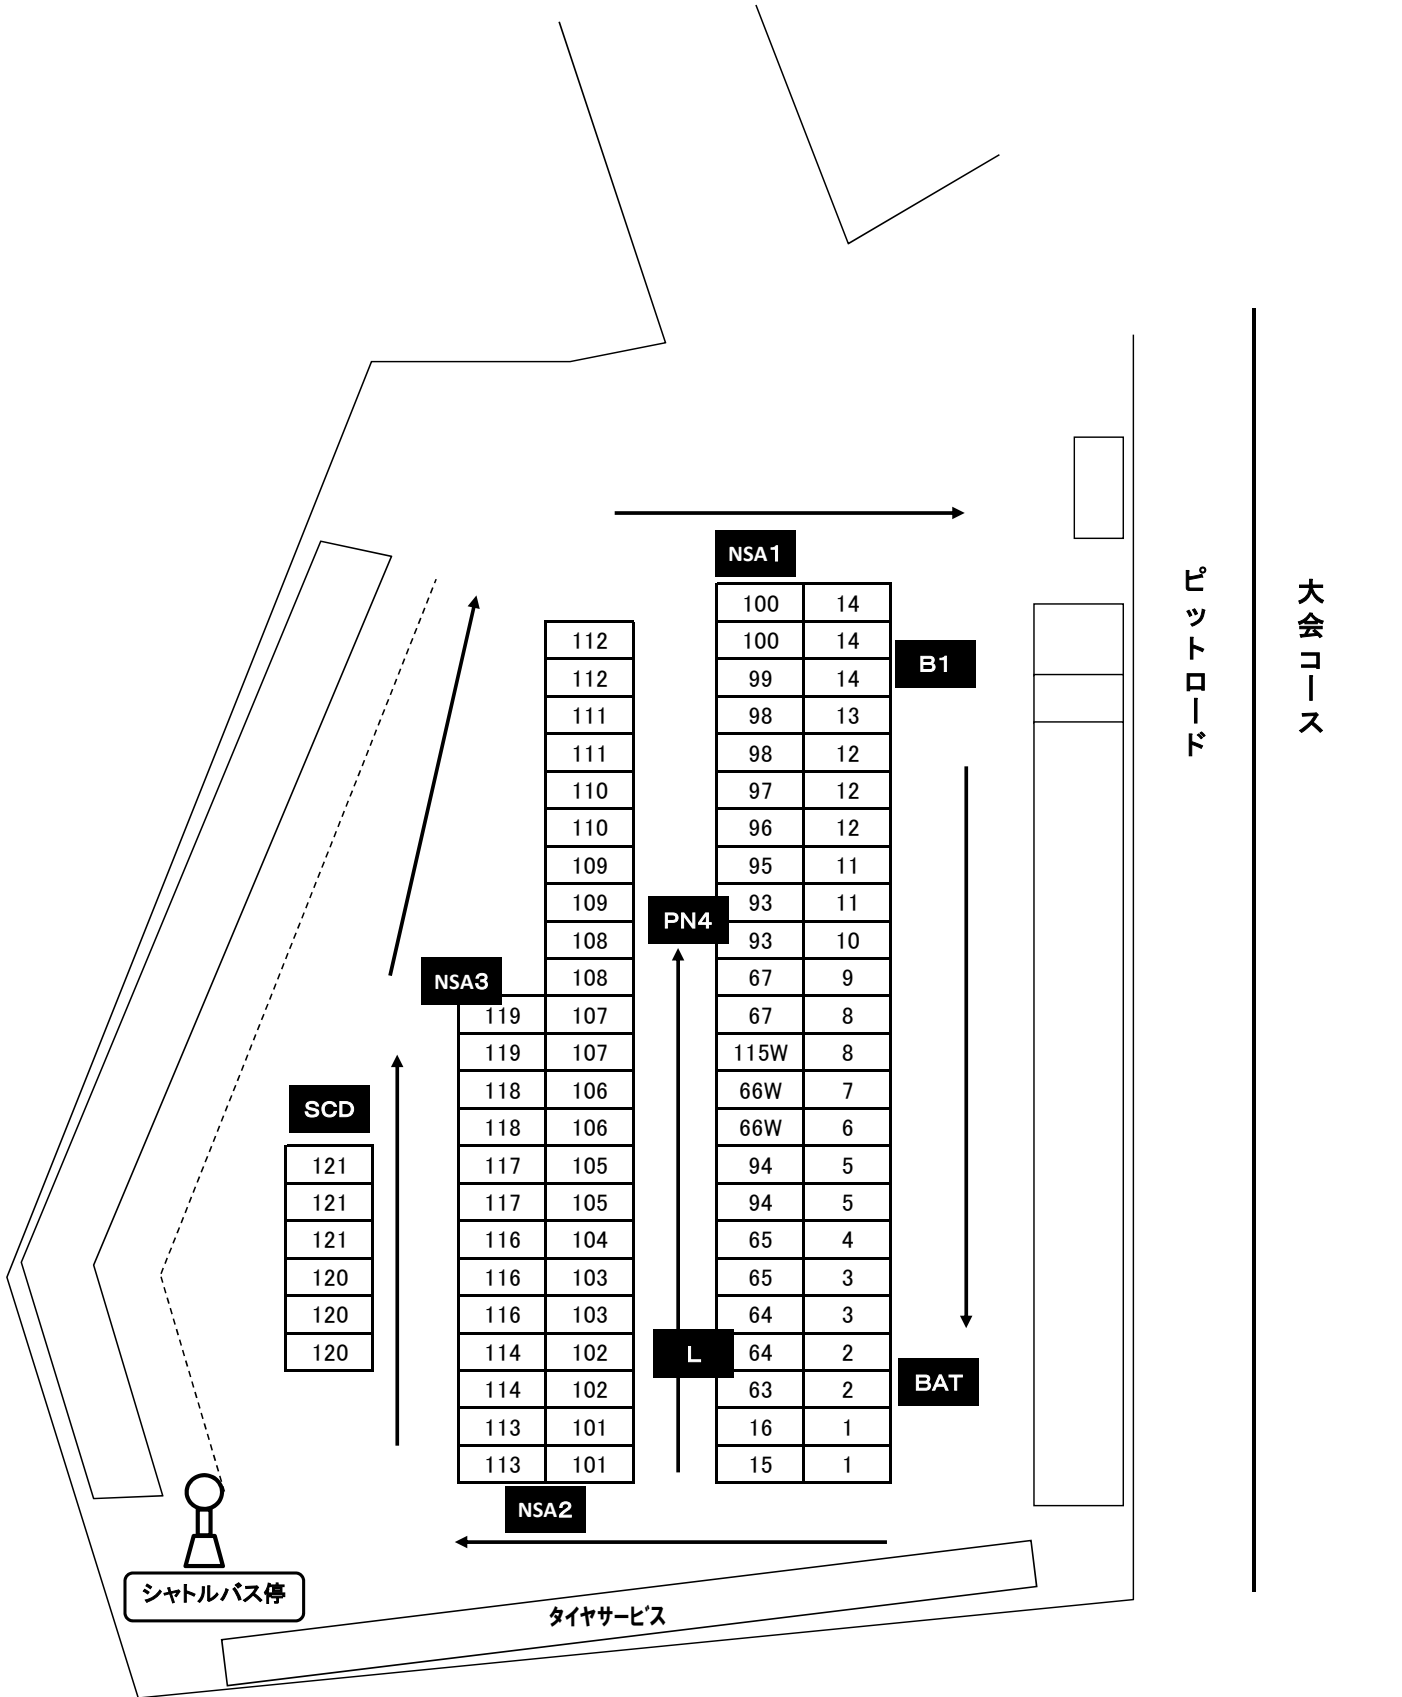 NSA1
100 14
112 100 14
B1
112 99 14
111 98 13
111 98 12
110 97 12
110 96 12
109 95 11
109 93 11
PN4
108 93 10
108 67 9
NSA3
119 107 67 8
119 107 115W 8
118 106 66W 7
SCD
118 106 66W 6
121 117 105 94 5
121 117 105 94 5
121 116 104 65 4
120 116 103 65 3
120 116 103 64 3
120 114 102 L 64 2
114 102 63 2
BAT
113 101 16 1
113 101 15 1
NSA2
シャトルバス停
タイヤサービス
ピットロード
大会コース